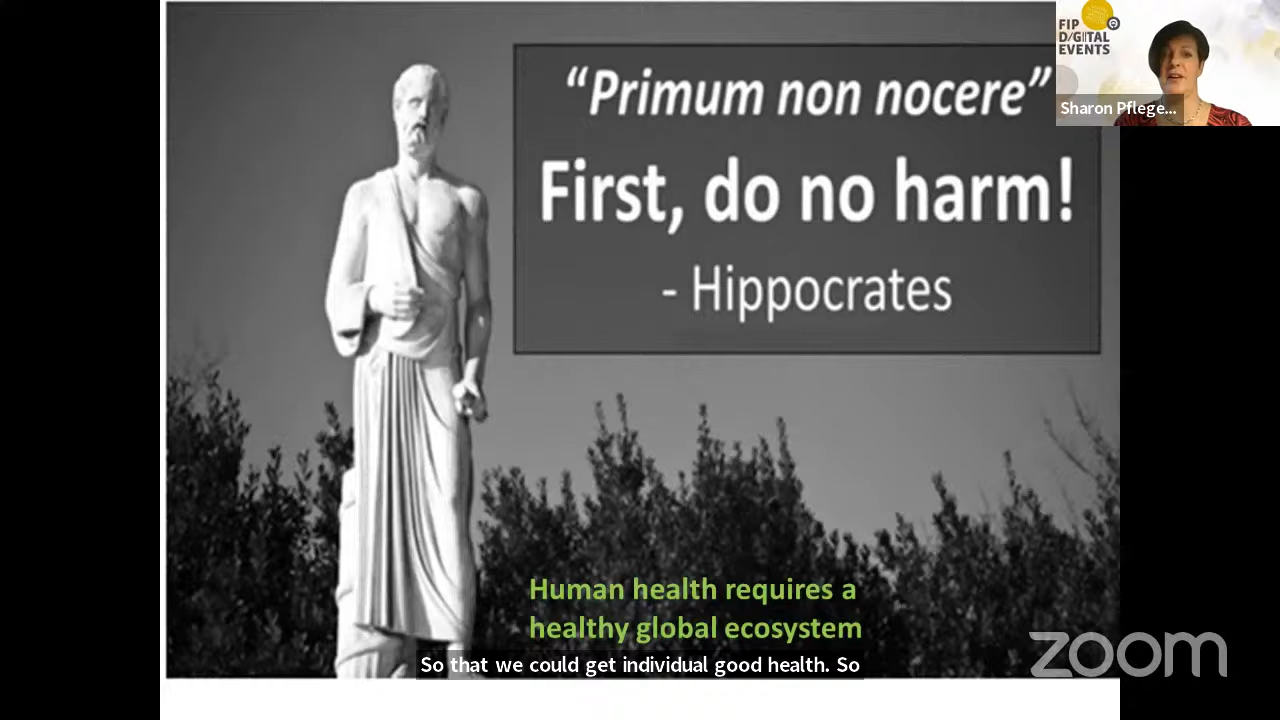 “Primum non nocere”
First, do no harm!
- Hippocrates
FIP
DIGITAL
EVENTS
Sharon Pflege...
Human health requires a
healthy global ecosystem
So that we could get individual good health. So
zoom